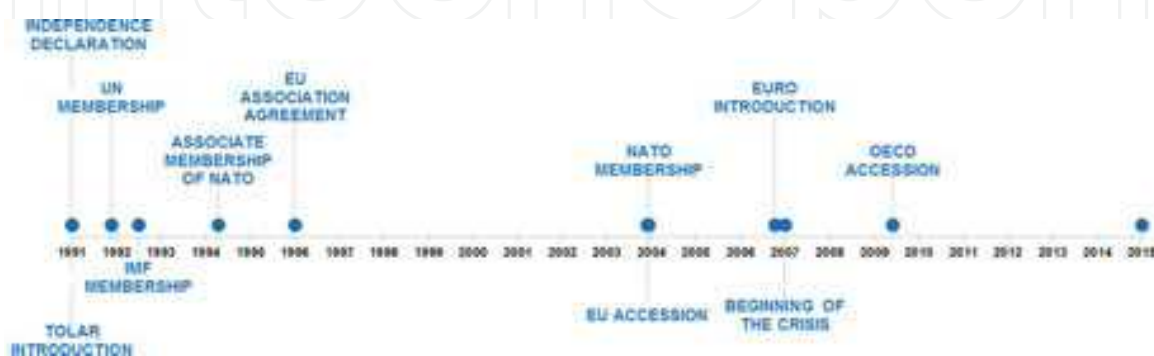 INDEPENDENCE
DECLARATION
UN
MEMBERSHIP
ASSOCIATE
MEMBERSHIP
OF NATO
EU
ASSOCIATION
AGREEMENT
NATO
MEMBERSHIP
EURO
INTRODUCTION
OECD
ACCESSION
1991 1992 1993 1994 1995 1996 1997 1998 1999 2000 2001 2002 2003 2004 2005 2006 2007 2008 2009 2010 2011 2012 2013 2014 2015
IMF
MEMBERSHIP
TOLAR
INTRODUCTION
EU ACCESSION
BEGINNING OF
THE CRISIS